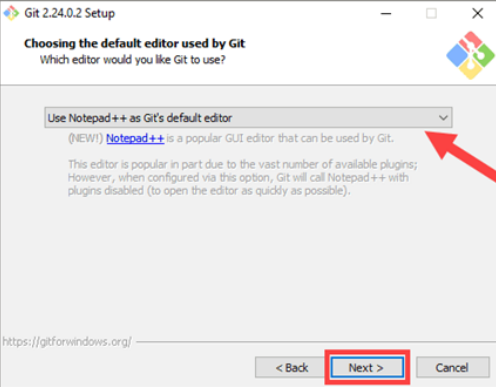 Git 2.24.0.2 Setup
Choosing the default editor used by Git
Which editor would you like Git to use?
Use Notepad++ as Git's default editor
(NEW!) Notepad++ is a popular GUI editor that can be used by Git.
This editor is popular in part due to the vast number of available plugins;
However, when configured via this option, Git will call Notepad++ with
plugins disabled (to open the editor as quickly as possible).
https://gitforwindows.org/
< Back Next > Cancel